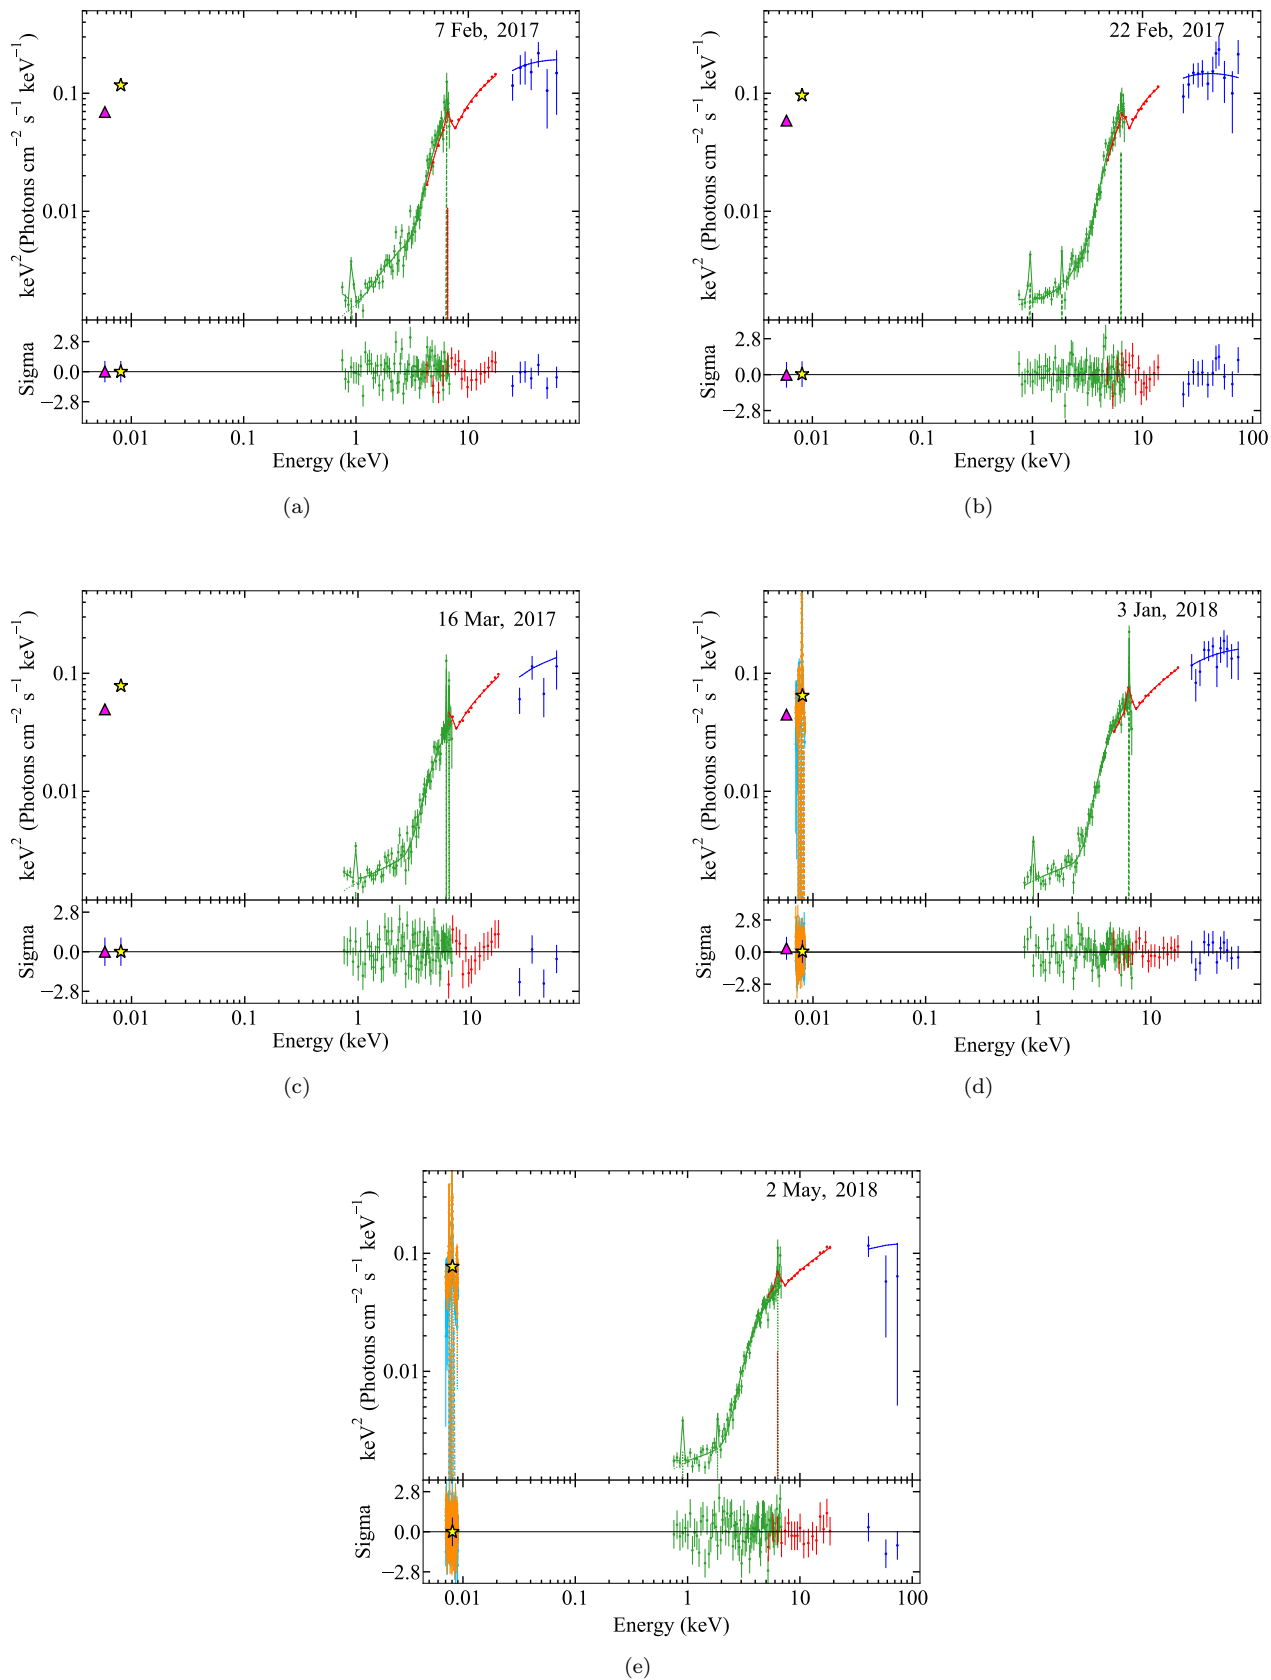 7 Feb, 2017
keV² (Photons cm⁻² s⁻¹ keV⁻¹)
0.1
0.01
Sigma
2.8
0.0
−2.8
0.01 0.1 1 10
Energy (keV)
(a)
22 Feb, 2017
keV² (Photons cm⁻² s⁻¹ keV⁻¹)
0.1
0.01
Sigma
2.8
0.0
−2.8
0.01 0.1 1 10 100
Energy (keV)
(b)
16 Mar, 2017
keV² (Photons cm⁻² s⁻¹ keV⁻¹)
0.1
0.01
Sigma
2.8
0.0
−2.8
0.01 0.1 1 10
Energy (keV)
(c)
3 Jan, 2018
keV² (Photons cm⁻² s⁻¹ keV⁻¹)
0.1
0.01
Sigma
2.8
0.0
−2.8
0.01 0.1 1 10
Energy (keV)
(d)
2 May, 2018
keV² (Photons cm⁻² s⁻¹ keV⁻¹)
0.1
0.01
Sigma
2.8
0.0
−2.8
0.01 0.1 1 10 100
Energy (keV)
(e)